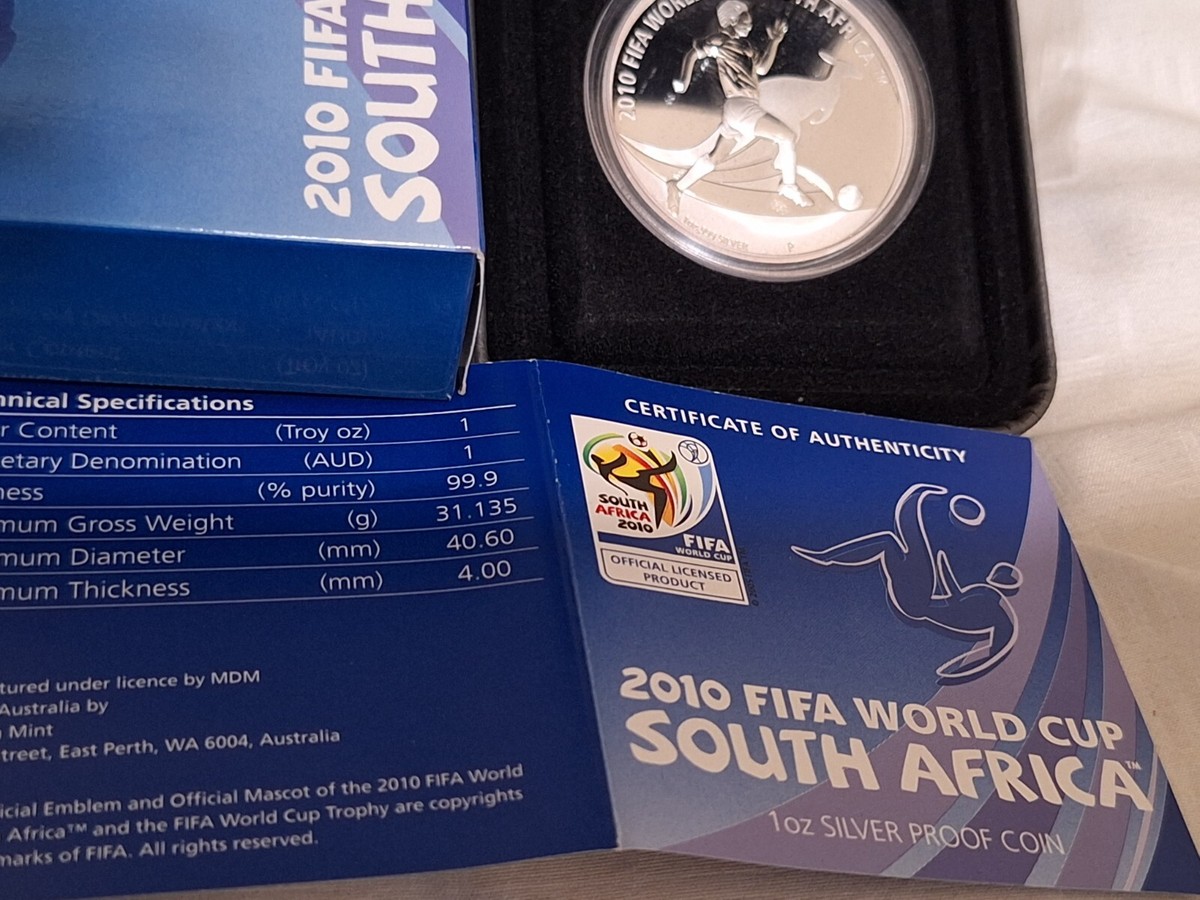 2010 FIFA
SOUTH
2010 FIFA WOR
AFRICA
SILVER
P
hnical Specifications
r Content (Troy oz) 1
etary Denomination (AUD) 1
ness (% purity) 99.9
mum Gross Weight (g) 31.135
mum Diameter (mm) 40.60
mum Thickness (mm) 4.00
tured under licence by MDM
Australia by
Mint
treet, East Perth, WA 6004, Australia
icial Emblem and Official Mascot of the 2010 FIFA World
Africa™ and the FIFA World Cup Trophy are copyrights
marks of FIFA. All rights reserved.
CERTIFICATE OF AUTHENTICITY
SOUTH
AFRICA
2010
FIFA
WORLD CUP
OFFICIAL LICENSED
PRODUCT
2010 FIFA WORLD CUP
SOUTH AFRICA™
1oz SILVER PROOF COIN